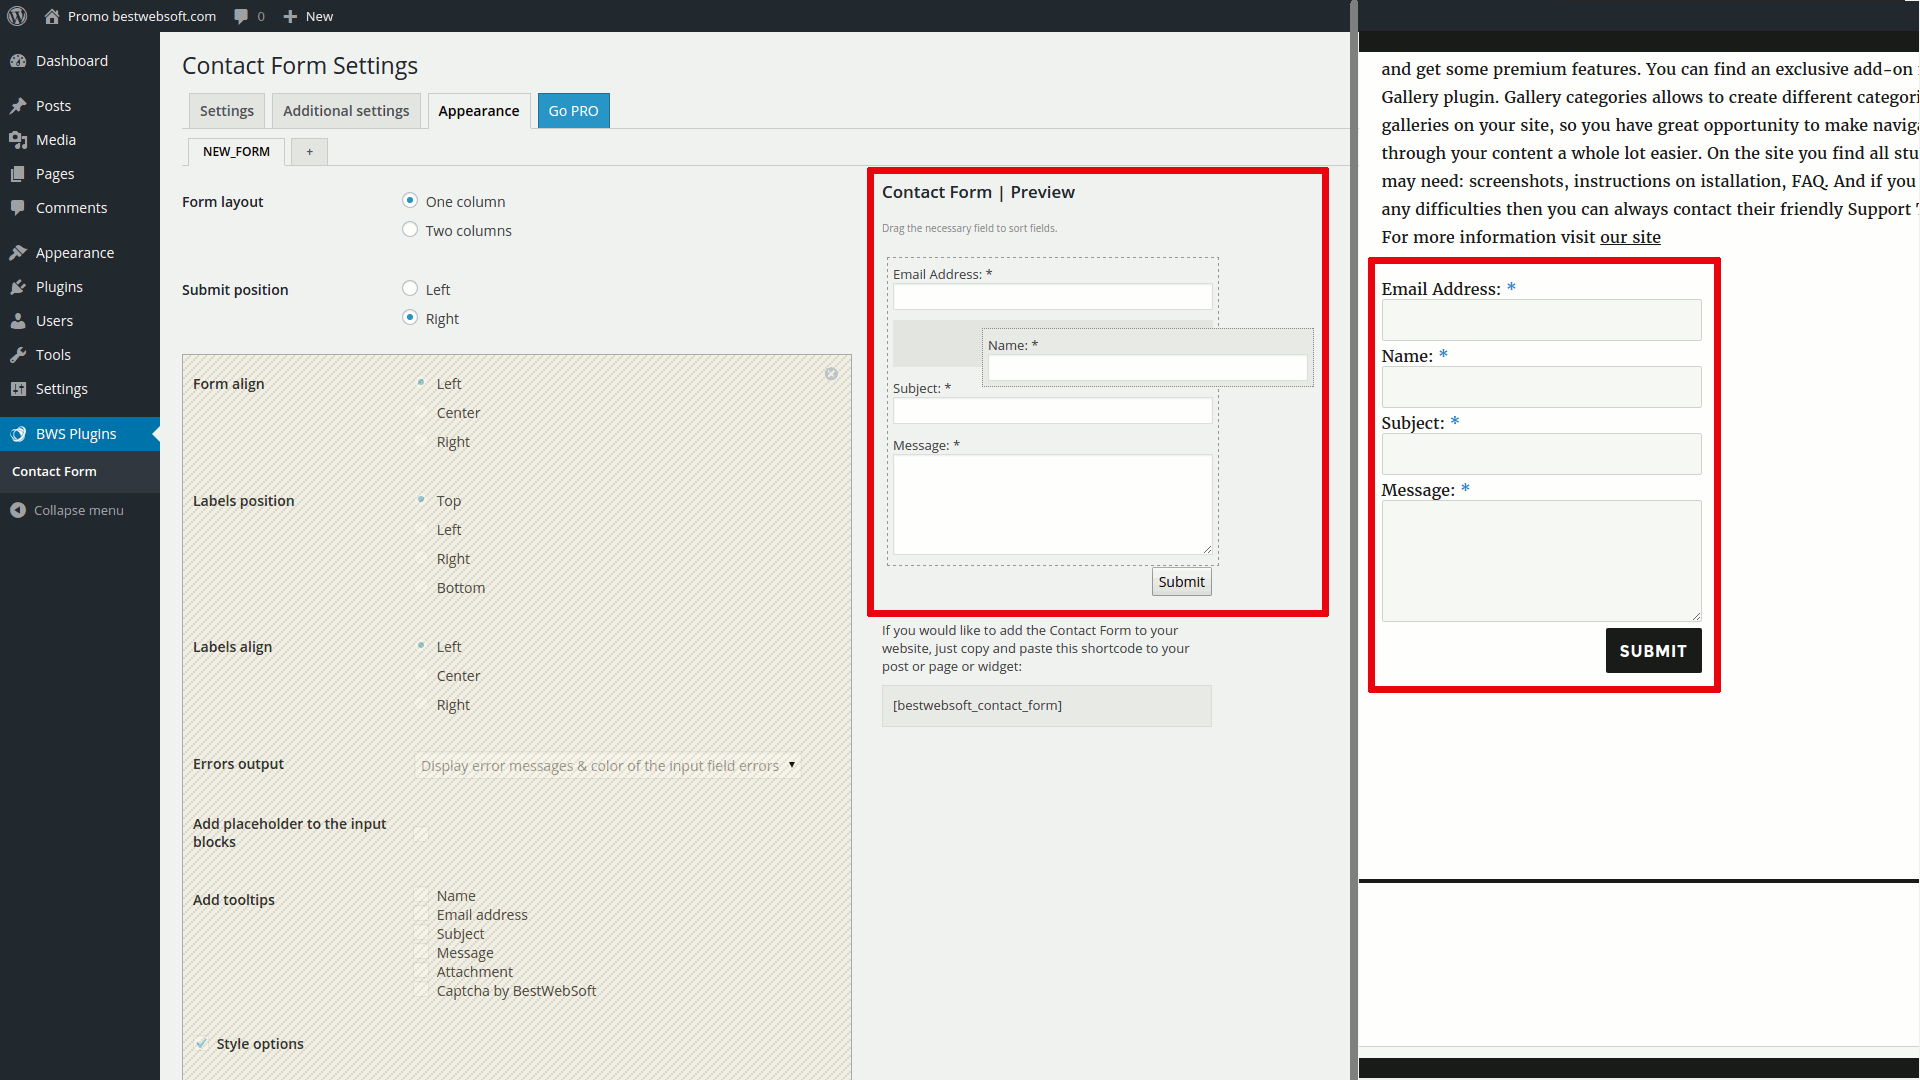 Promo bestwebsoft.com 0 New
Dashboard
Posts
Media
Pages
Comments
Appearance
Plugins
Users
Tools
Settings
BWS Plugins
Contact Form
Collapse menu
Contact Form Settings
Settings
Additional settings
Appearance
Go PRO
NEW_FORM
+
Form layout
One column
Two columns
Submit position
Left
Right
Form align
Left
Center
Right
Labels position
Top
Left
Right
Bottom
Labels align
Left
Center
Right
Errors output
Display error messages & color of the input field errors
Add placeholder to the input
blocks
Add tooltips
Name
Email address
Subject
Message
Attachment
Captcha by BestWebSoft
Style options
Contact Form | Preview
Drag the necessary field to sort fields.
Email Address: *
Name: *
Subject: *
Message: *
Submit
If you would like to add the Contact Form to your
website, just copy and paste this shortcode to your
post or page or widget:
[bestwebsoft_contact_form]
and get some premium features. You can find an exclusive add-on
Gallery plugin. Gallery categories allows to create different categori
galleries on your site, so you have great opportunity to make naviga
through your content a whole lot easier. On the site you find all stu
may need: screenshots, instructions on istallation, FAQ. And if you
any difficulties then you can always contact their friendly Support
For more information visit our site
Email Address: *
Name: *
Subject: *
Message: *
SUBMIT